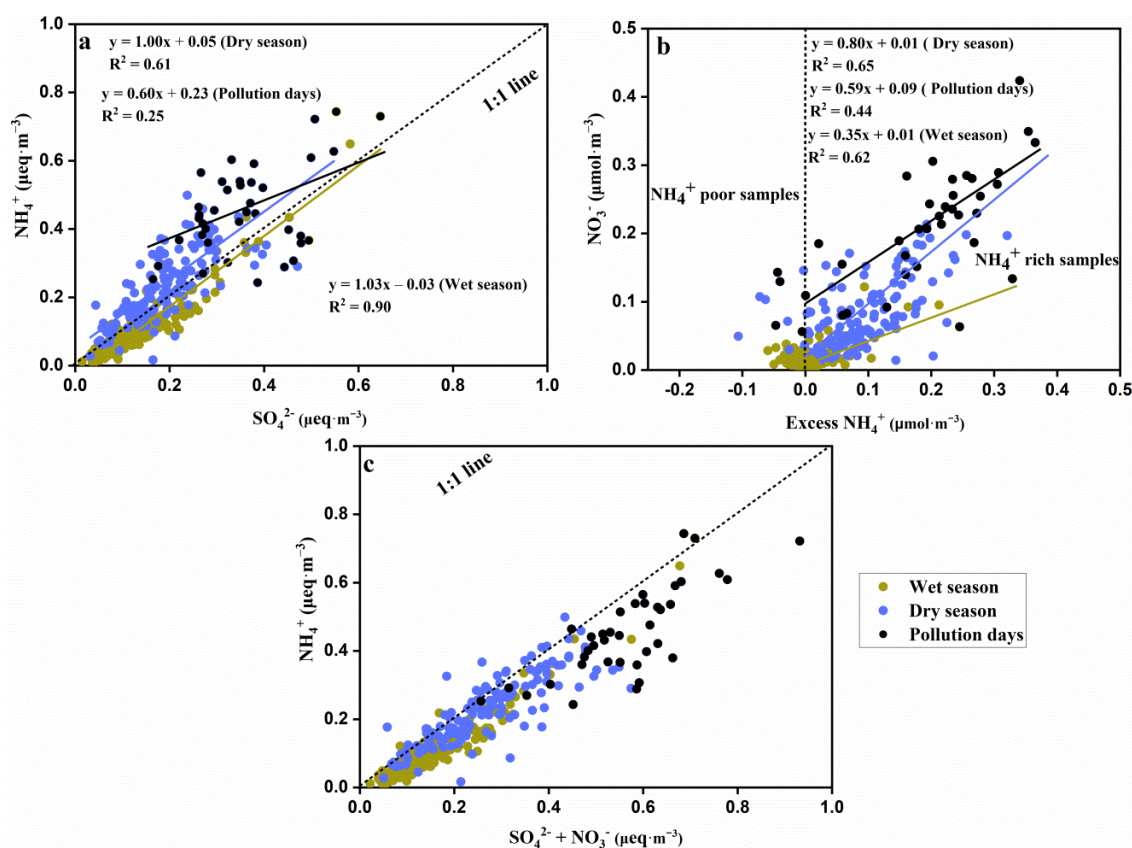 a
y = 1.00x + 0.05 (Dry season)
R² = 0.61
y = 0.60x + 0.23 (Pollution days)
R² = 0.25
1:1 line
y = 1.03x − 0.03 (Wet season)
R² = 0.90
NH₄⁺ (μeq·m⁻³)
1.0
0.8
0.6
0.4
0.2
0.0
0.0 0.2 0.4 0.6 0.8 1.0
SO₄²⁻ (μeq·m⁻³)
b
y = 0.80x + 0.01 ( Dry season)
R² = 0.65
y = 0.59x + 0.09 ( Pollution days)
R² = 0.44
y = 0.35x + 0.01 (Wet season)
R² = 0.62
NH₄⁺ poor samples
NH₄⁺ rich samples
NO₃⁻ (μmol·m⁻³)
0.5
0.4
0.3
0.2
0.1
0.0
-0.2 -0.1 0.0 0.1 0.2 0.3 0.4 0.5
Excess NH₄⁺ (μmol·m⁻³)
c
1:1 line
NH₄⁺ (μeq·m⁻³)
1.0
0.8
0.6
0.4
0.2
0.0
0.0 0.2 0.4 0.6 0.8 1.0
SO₄²⁻ + NO₃⁻ (μeq·m⁻³)
Wet season
Dry season
Pollution days